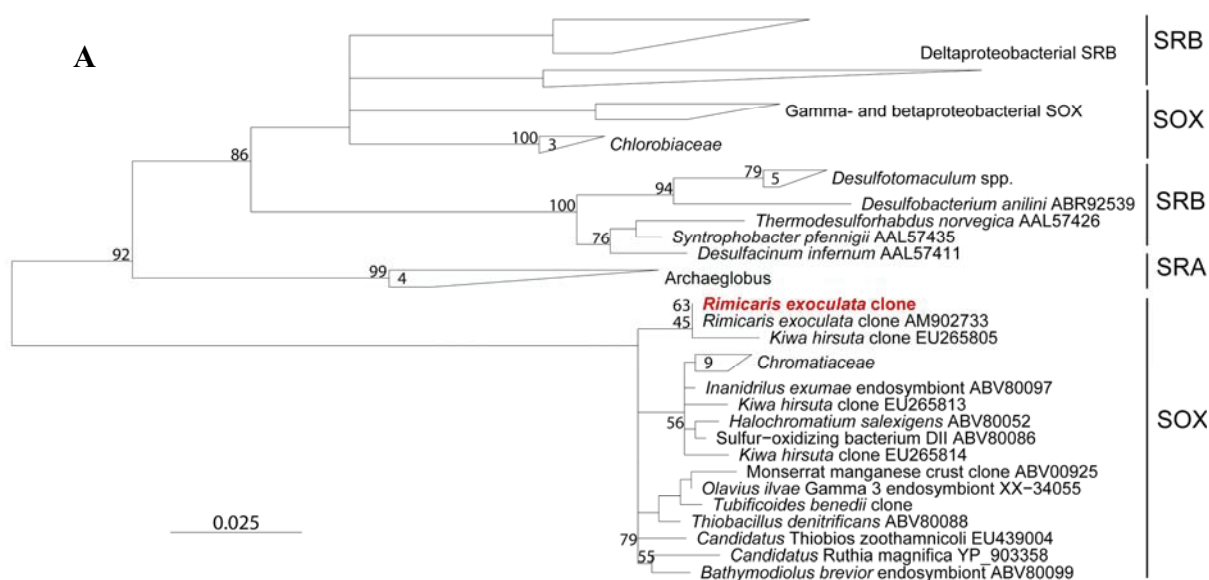 A
SRB
Deltaproteobacterial SRB
Gamma- and betaproteobacterial SOX
SOX
100
3
Chlorobiaceae
86
79
5
Desulfotomaculum spp.
SRB
94
Desulfobacterium anilini ABR92539
100
Thermodesulforhabdus norvegica AAL57426
76
Syntrophobacter pfennigii AAL57435
Desulfacinum infernum AAL57411
92
99
4
Archaeglobus
SRA
63
Rimicaris exoculata clone
45
Rimicaris exoculata clone AM902733
Kiwa hirsuta clone EU265805
9
Chromatiaceae
Inanidrilus exumae endosymbiont ABV80097
Kiwa hirsuta clone EU265813
56
Halochromatium salexigens ABV80052
SOX
Sulfur-oxidizing bacterium DII ABV80086
Kiwa hirsuta clone EU265814
Monserrat manganese crust clone ABV00925
Olavius ilvae Gamma 3 endosymbiont XX-34055
Tubificoides benedii clone
Thiobacillus denitrificans ABV80088
0.025
79
Candidatus Thiobios zoothamnicoli EU439004
55
Candidatus Ruthia magnifica YP_903358
Bathymodiolus brevior endosymbiont ABV80099